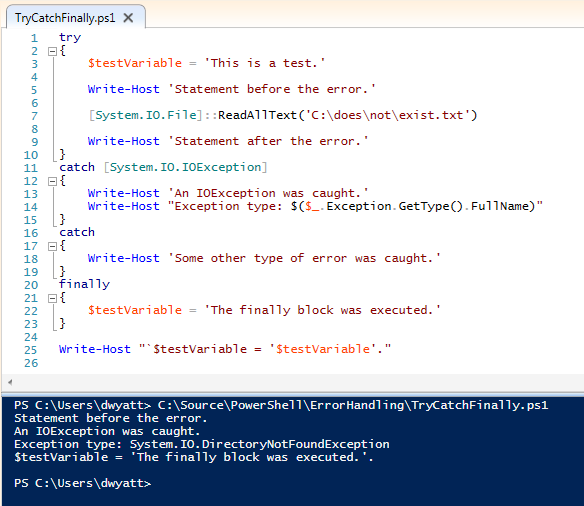 TryCatchFinally.ps1
1 try
2 {
3 $testVariable = 'This is a test.'
4
5 Write-Host 'Statement before the error.'
6
7 [System.IO.File]::ReadAllText('C:\does\not\exist.txt')
8
9 Write-Host 'Statement after the error.'
10 }
11 catch [System.IO.IOException]
12 {
13 Write-Host 'An IOException was caught.'
14 Write-Host "Exception type: $($_.Exception.GetType().FullName)"
15 }
16 catch
17 {
18 Write-Host 'Some other type of error was caught.'
19 }
20 finally
21 {
22 $testVariable = 'The finally block was executed.'
23 }
24
25 Write-Host "`$testVariable = '$testVariable'."
26
PS C:\Users\dwyatt> C:\Source\PowerShell\ErrorHandling\TryCatchFinally.ps1
Statement before the error.
An IOException was caught.
Exception type: System.IO.DirectoryNotFoundException
$testVariable = 'The finally block was executed.'.
PS C:\Users\dwyatt>